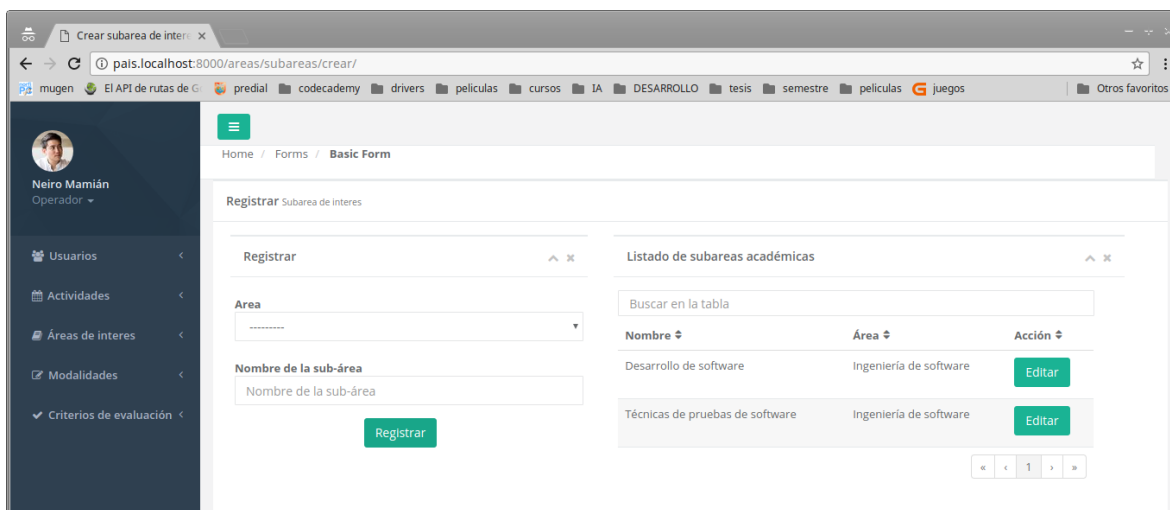 Crear subarea de intere
pais.localhost:8000/areas/subareas/crear/
mugen El API de rutas de G predial codecademy drivers peliculas cursos IA DESARROLLO tesis semestre peliculas juegos Otros favoritos
Home / Forms / Basic Form
Neiro Mamián
Operador
Registrar Subarea de interes
Usuarios
Actividades
Áreas de interes
Modalidades
Criterios de evaluación
Registrar
Area
---------
Nombre de la sub-área
Nombre de la sub-área
Registrar
Listado de subareas académicas
Buscar en la tabla
Nombre Área Acción
Desarrollo de software Ingeniería de software Editar
Técnicas de pruebas de software Ingeniería de software Editar
« ‹ 1 › »